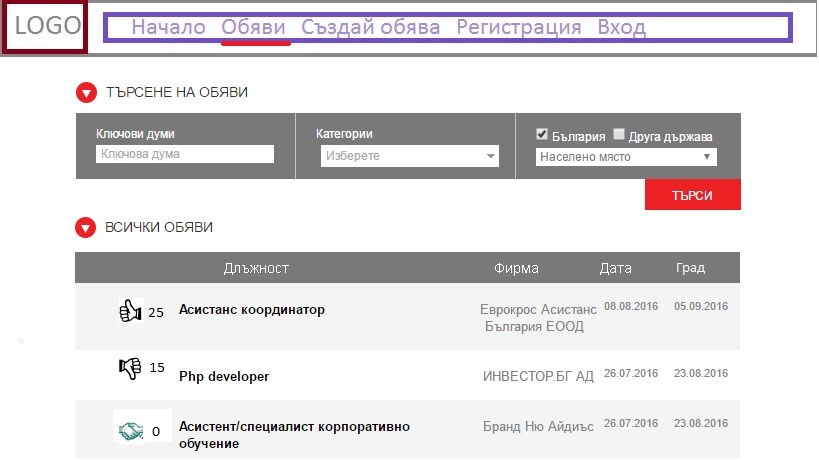 LOGO Начало Обяви Създай обява Регистрация Вход
ТЪРСЕНЕ НА ОБЯВИ
Ключови думи Категории България Друга държава
Ключова дума Изберете Населено място
ТЪРСИ
ВСИЧКИ ОБЯВИ
Длъжност Фирма Дата Град
25 Асистанс координатор Еврокрос Асистанс 08.08.2016 05.09.2016
България ЕООД
15 Php developer ИНВЕСТОР.БГ АД 26.07.2016 23.08.2016
0 Асистент/специалист корпоративно Бранд Ню Айдиъс 26.07.2016 23.08.2016
обучение